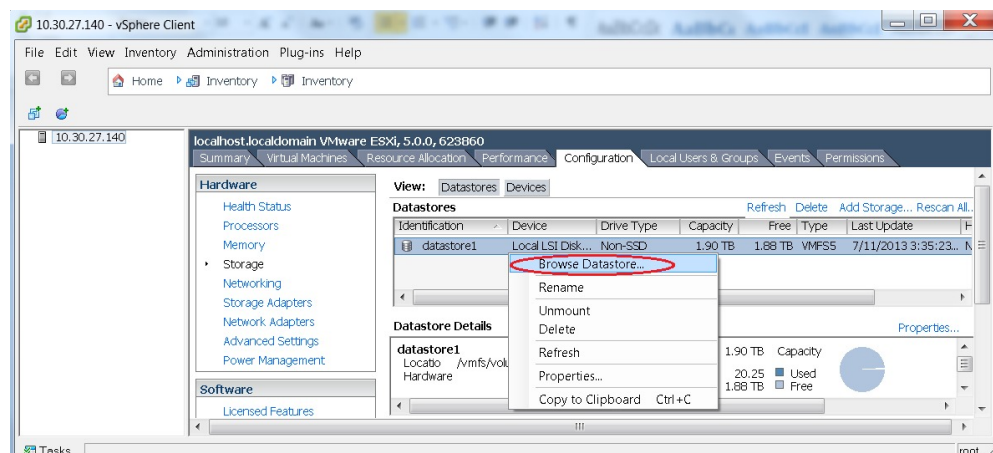 10.30.27.140 - vSphere Client
File Edit View Inventory Administration Plug-ins Help
Home Inventory Inventory
10.30.27.140
localhost.localdomain VMware ESXi, 5.0.0, 623860
Summary Virtual Machines Resource Allocation Performance Configuration Local Users & Groups Events Permissions
Hardware
Health Status
Processors
Memory
Storage
Networking
Storage Adapters
Network Adapters
Advanced Settings
Power Management
Software
Licensed Features
View: Datastores Devices
Datastores Refresh Delete Add Storage... Rescan All...
Identification Device Drive Type Capacity Free Type Last Update H
datastore1 Local LSI Disk... Non-SSD 1.90 TB 1.88 TB VMFS5 7/11/2013 3:35:23... N
Browse Datastore...
Rename
Unmount
Delete
Refresh
Properties...
Copy to Clipboard Ctrl+C
Datastore Details Properties...
datastore1
Locatio /vmfs/volu
Hardware
1.90 TB Capacity
20.25 Used
1.88 TB Free
Tasks root